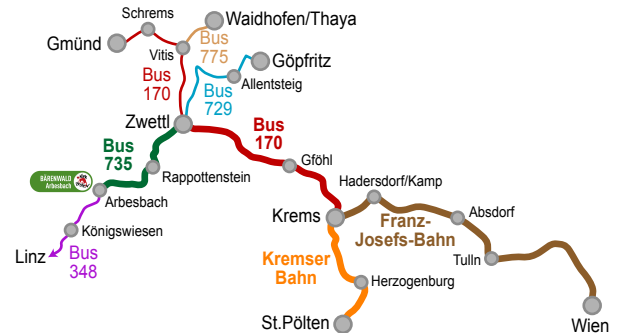 Schrems
Waidhofen/Thaya
Gmünd
Vitis
Bus
775
Göpfritz
Bus
170
Allentsteig
Bus
729
Zwettl
Bus
170
Bus
735
Gföhl
Rappottenstein
BÄRENWALD
Arbesbach
Hadersdorf/Kamp
Arbesbach
Krems
Absdorf
Franz-
Josefs-Bahn
Königswiesen
Linz
Bus
348
Kremser
Bahn
Tulln
Herzogenburg
St.Pölten
Wien